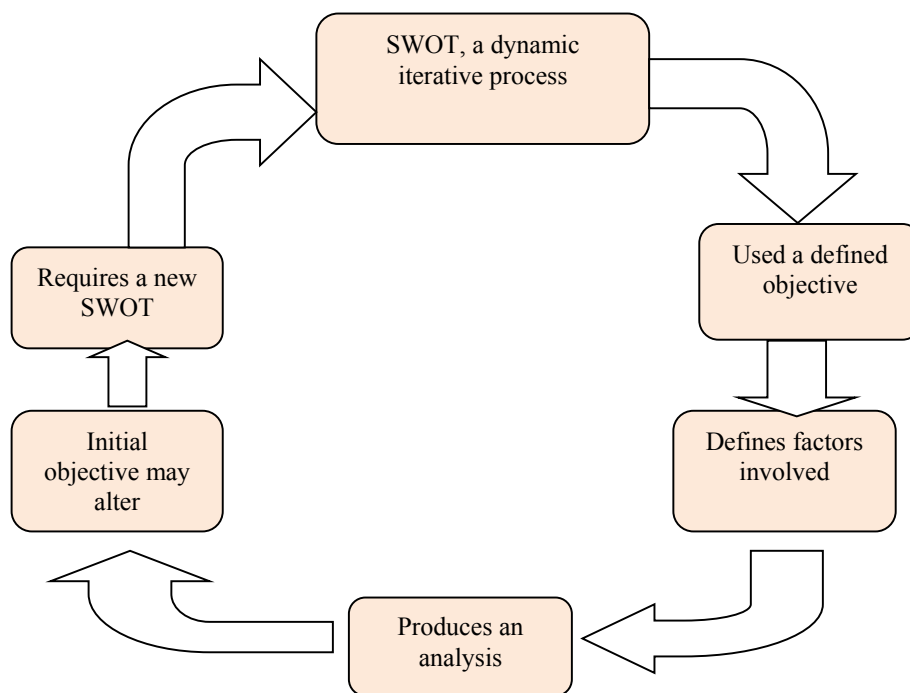 SWOT, a dynamic
iterative process
Used a defined
objective
Defines factors
involved
Produces an
analysis
Initial
objective may
alter
Requires a new
SWOT